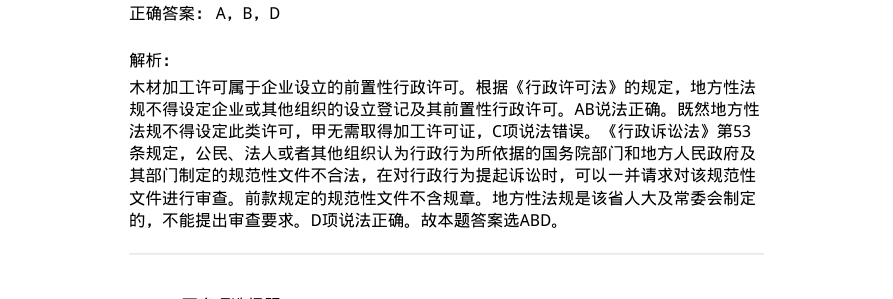 正确答案： A，B，D
解析：
木材加工许可属于企业设立的前置性行政许可。根据《行政许可法》的规定，地方性法
规不得设定企业或其他组织的设立登记及其前置性行政许可。AB说法正确。既然地方性
法规不得设定此类许可，甲无需取得加工许可证，C项说法错误。《行政诉讼法》第53
条规定，公民、法人或者其他组织认为行政行为所依据的国务院部门和地方人民政府及
其部门制定的规范性文件不合法，在对行政行为提起诉讼时，可以一并请求对该规范性
文件进行审查。前款规定的规范性文件不含规章。地方性法规是该省人大及常委会制定
的，不能提出审查要求。D项说法正确。故本题答案选ABD。